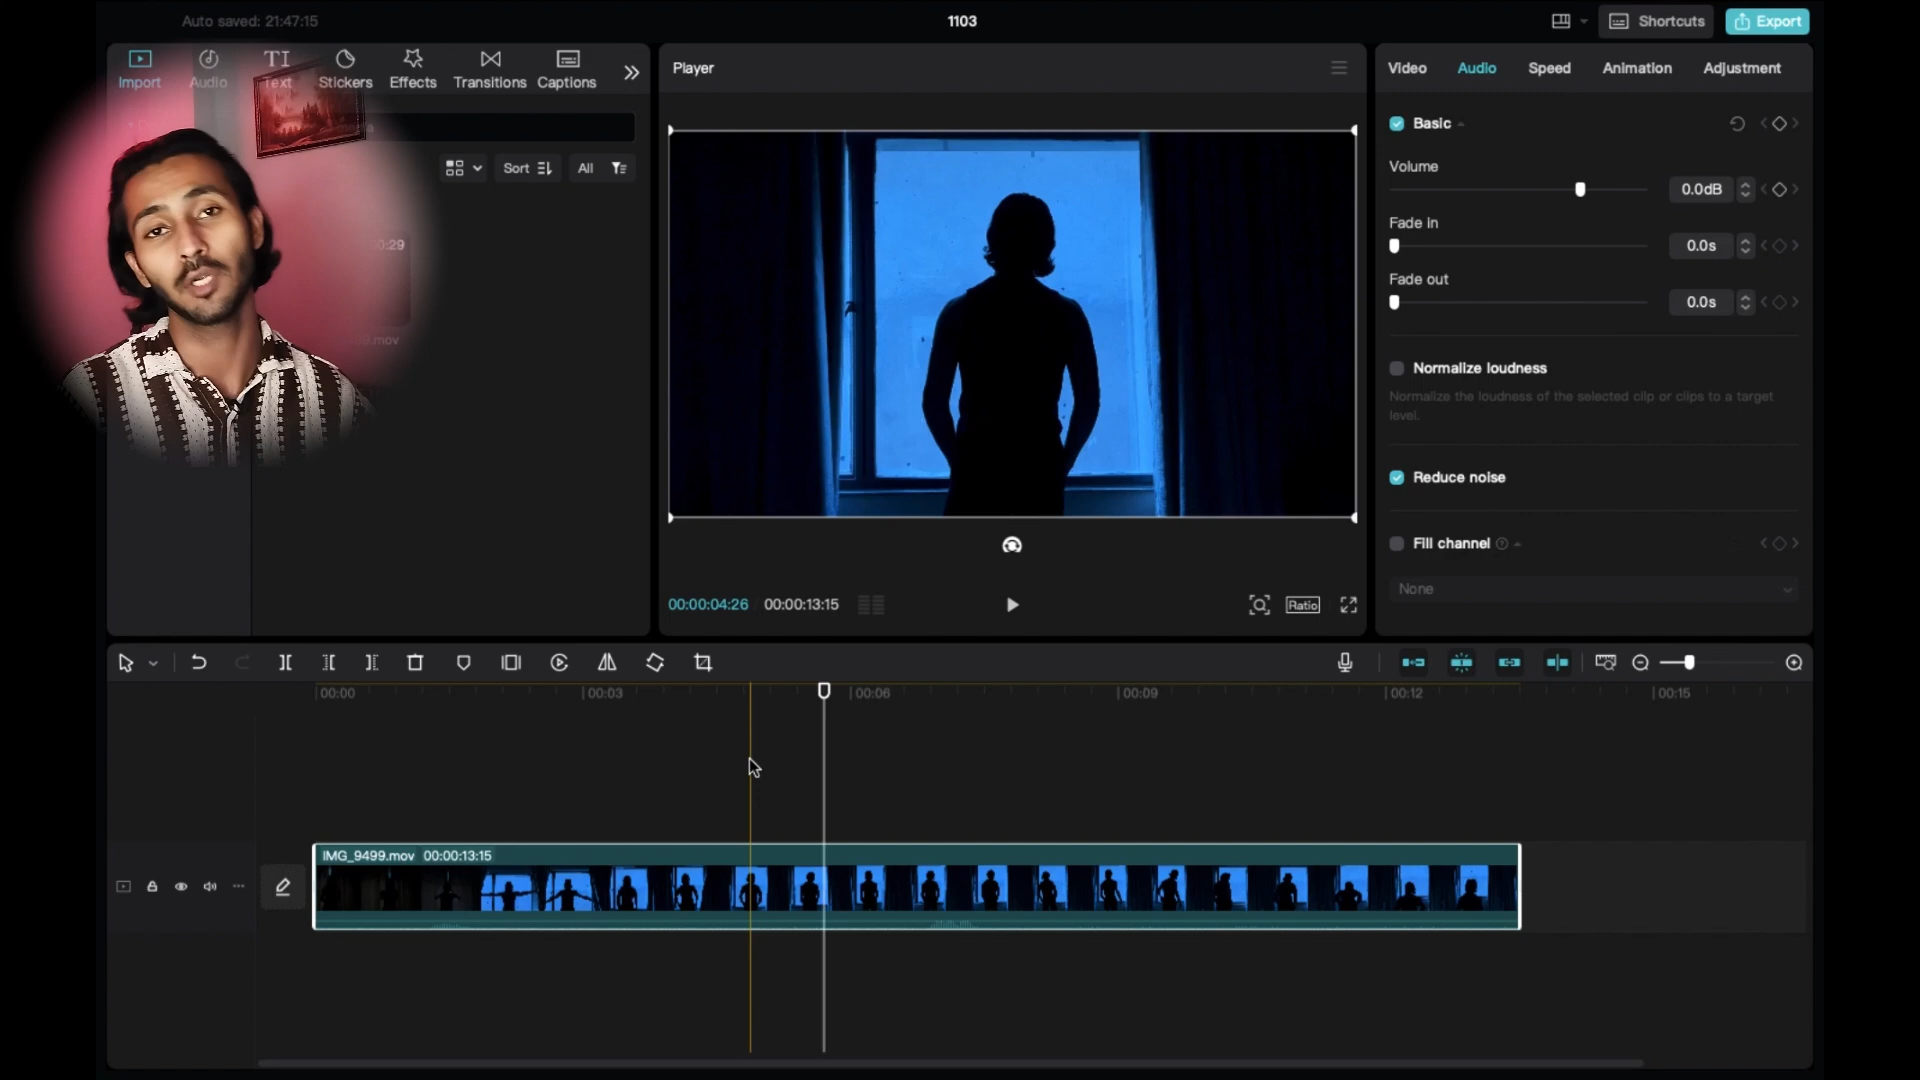 Auto saved: 21:47:15
1103
Shortcuts
Export
Import
Audio
Text
Stickers
Effects
Transitions
Captions
Sort
All
Player
Video
Audio
Speed
Animation
Adjustment
Basic
Volume
0.0dB
Fade in
0.0s
Fade out
0.0s
Normalize loudness
Normalize the loudness of the selected clip or clips to a target
level.
Reduce noise
Fill channel
None
00:00:04:26
00:00:13:15
Ratio
00:00
00:03
00:06
00:09
00:12
00:15
IMG_9499.mov 00:00:13:15